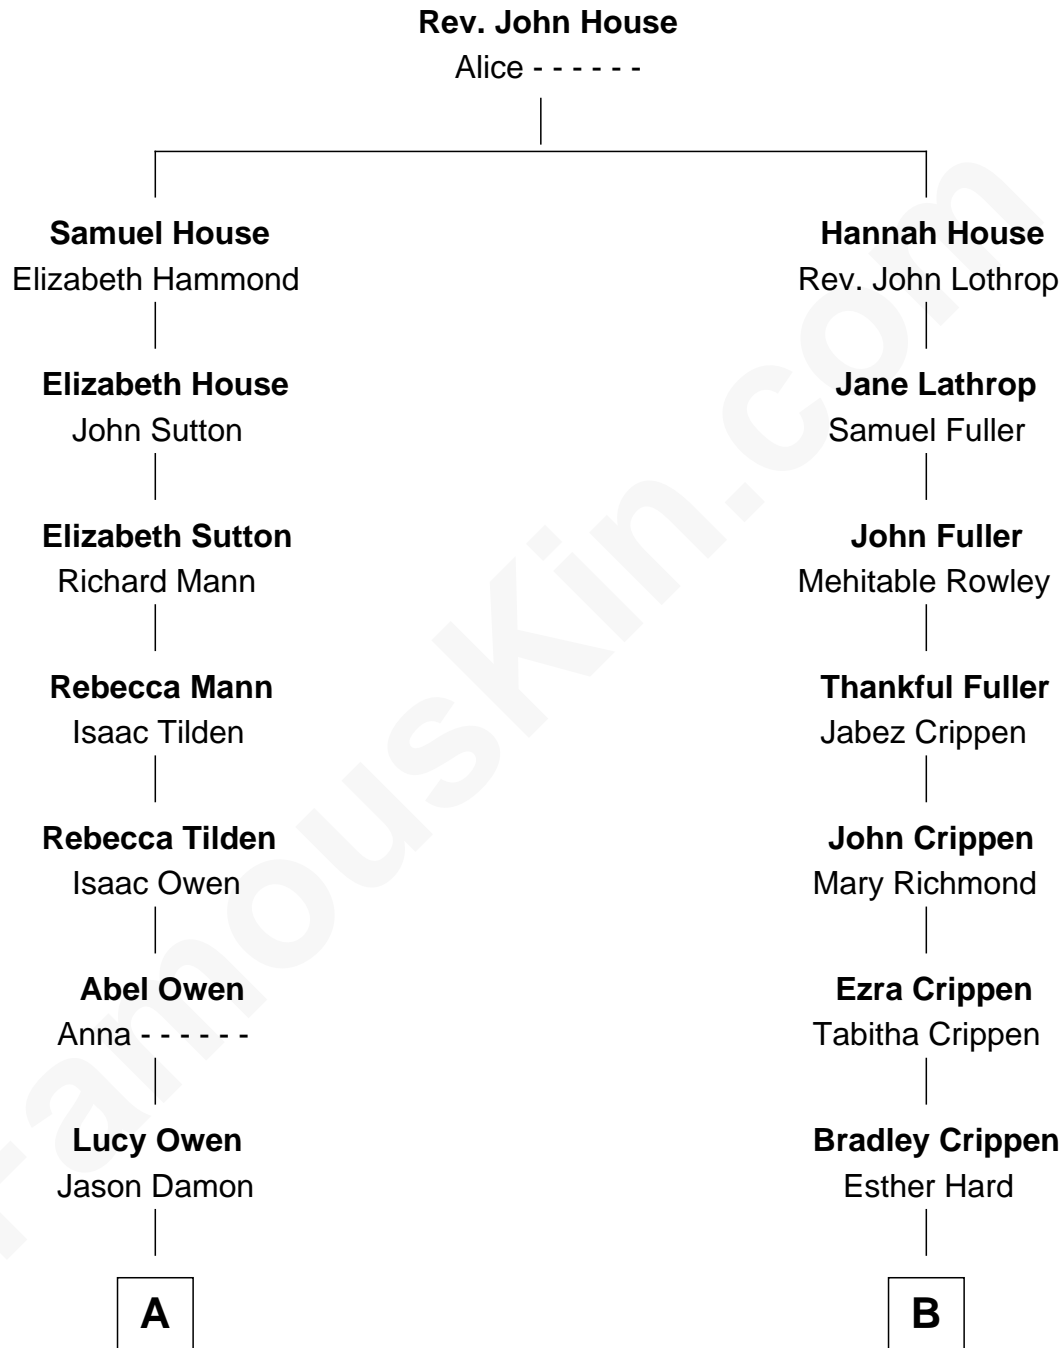 Rev. John House
Alice - - - - - -
Samuel House
Elizabeth Hammond
Hannah House
Rev. John Lothrop
Elizabeth House
John Sutton
Jane Lathrop
Samuel Fuller
Elizabeth Sutton
Richard Mann
John Fuller
Mehitable Rowley
Rebecca Mann
Isaac Tilden
Thankful Fuller
Jabez Crippen
Rebecca Tilden
Isaac Owen
John Crippen
Mary Richmond
Abel Owen
Anna - - - - - -
Ezra Crippen
Tabitha Crippen
Lucy Owen
Jason Damon
Bradley Crippen
Esther Hard
A
B
FamousKin.com